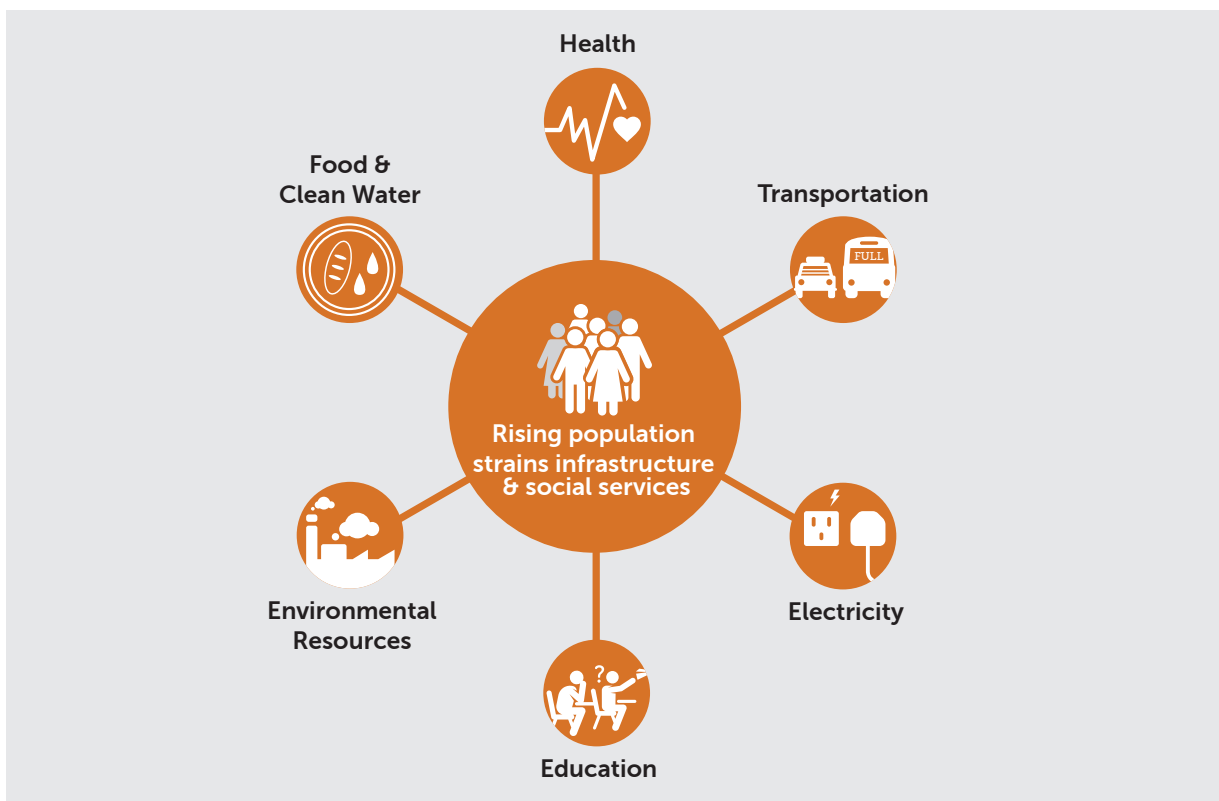 Health
Food &
Clean Water
Transportation
FULL
Rising population
strains infrastructure
& social services
Environmental
Resources
Electricity
?
Education